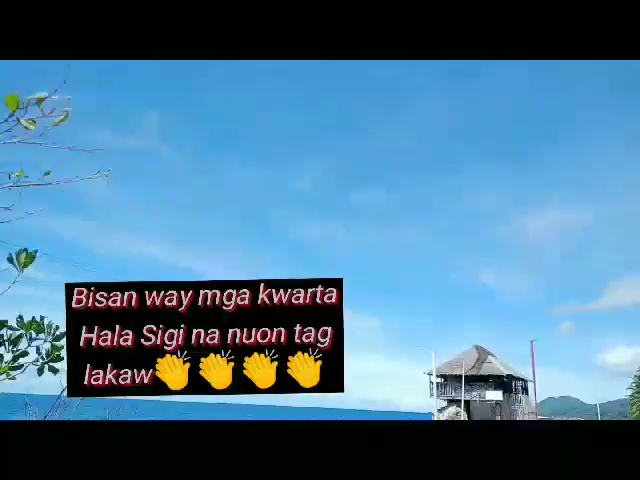 Bisan way mga kwarta
Hala Sigi na nuon tag
lakaw👏👏👏👏